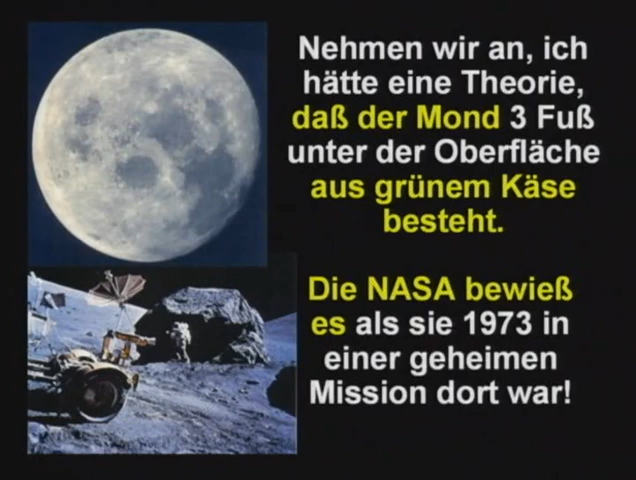 Nehmen wir an, ich
hätte eine Theorie,
daß der Mond 3 Fuß
unter der Oberfläche
aus grünem Käse
besteht.
Die NASA bewieß
es als sie 1973 in
einer geheimen
Mission dort war!